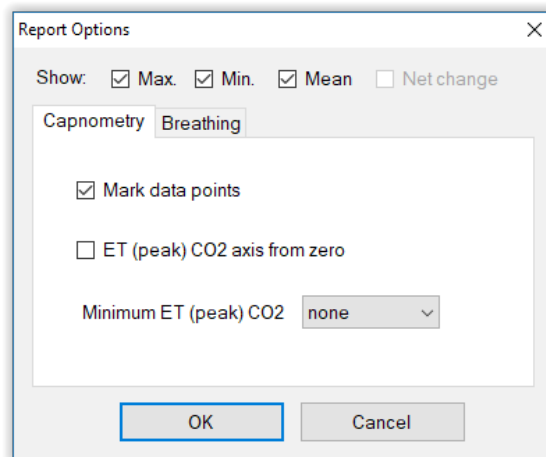 Report Options
Show: Max. Min. Mean Net change
Capnometry Breathing
Mark data points
ET (peak) CO2 axis from zero
Minimum ET (peak) CO2 none
OK Cancel